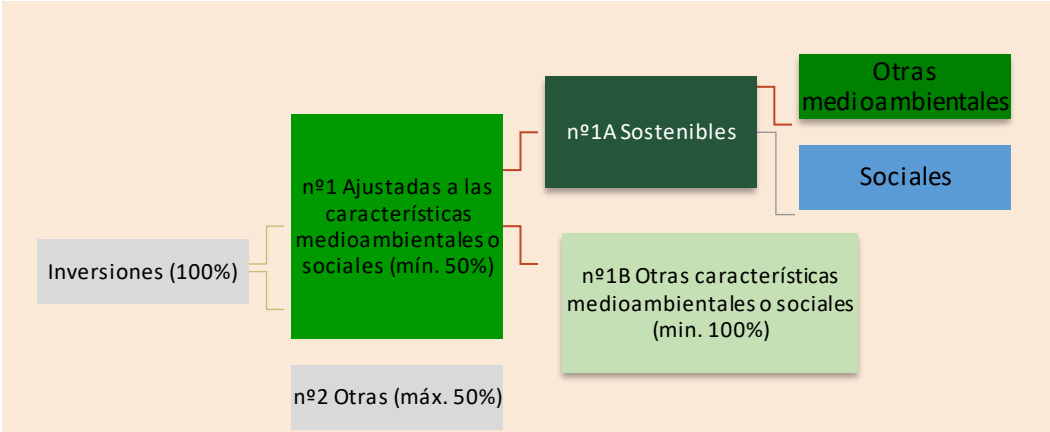 Inversiones (100%)
nº1 Ajustadas a las
características
medioambientales o
sociales (mín. 50%)
nº2 Otras (máx. 50%)
nº1A Sostenibles
nº1B Otras características
medioambientales o sociales
(min. 100%)
Otras
medioambientales
Sociales